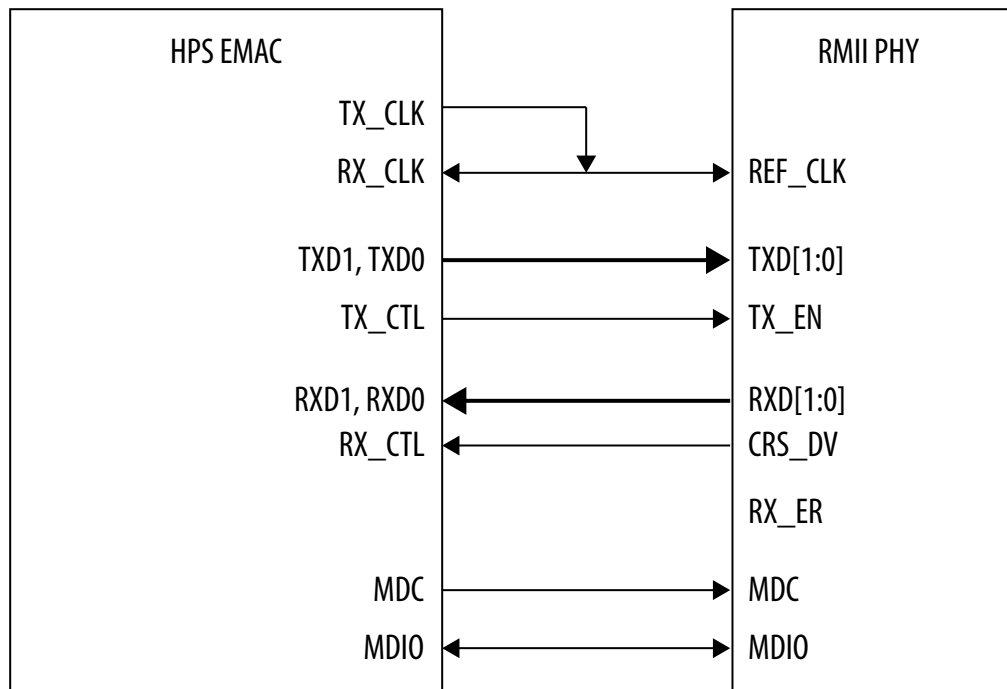 HPS EMAC
RMII PHY
TX_CLK
RX_CLK
REF_CLK
TXD1, TXD0
TXD[1:0]
TX_CTL
TX_EN
RXD1, RXD0
RXD[1:0]
RX_CTL
CRS_DV
RX_ER
MDC
MDC
MDIO
MDIO